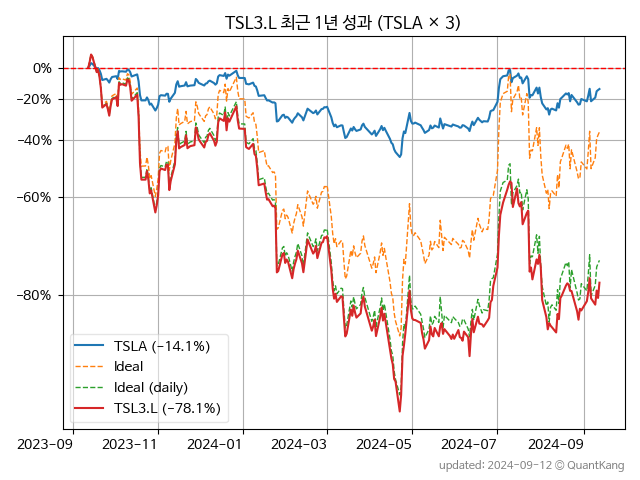 TSL3.L 최근 1년 성과 (TSLA × 3)
0%
−20%
−40%
−60%
−80%
TSLA (−14.1%)
Ideal
Ideal (daily)
TSL3.L (−78.1%)
2023-09 2023-11 2024-01 2024-03 2024-05 2024-07 2024-09
updated: 2024-09-12 © QuantKang